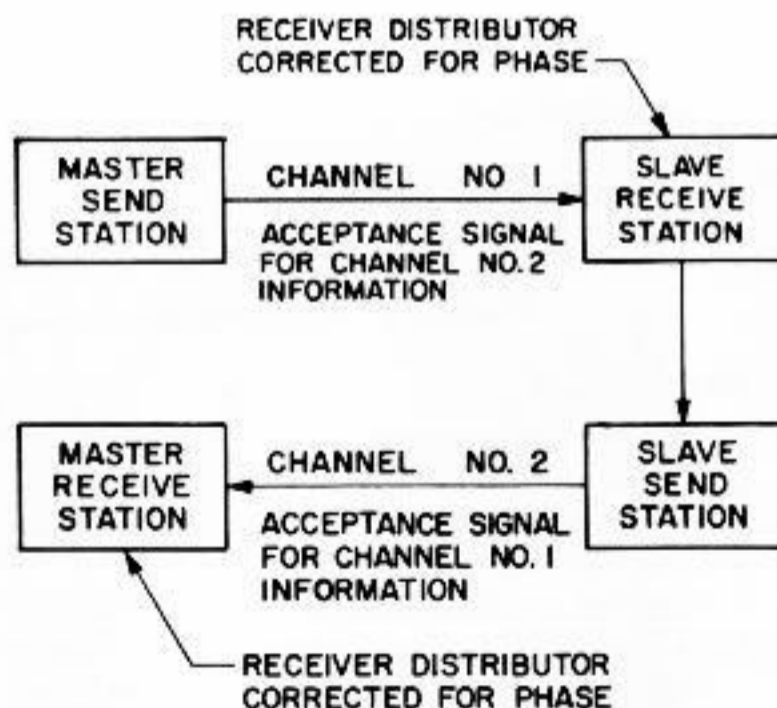 RECEIVER DISTRIBUTOR
CORRECTED FOR PHASE
MASTER
SEND
STATION
CHANNEL NO 1
ACCEPTANCE SIGNAL
FOR CHANNEL NO. 2
INFORMATION
SLAVE
RECEIVE
STATION
MASTER
RECEIVE
STATION
CHANNEL NO. 2
ACCEPTANCE SIGNAL
FOR CHANNEL NO. 1
INFORMATION
SLAVE
SEND
STATION
RECEIVER DISTRIBUTOR
CORRECTED FOR PHASE